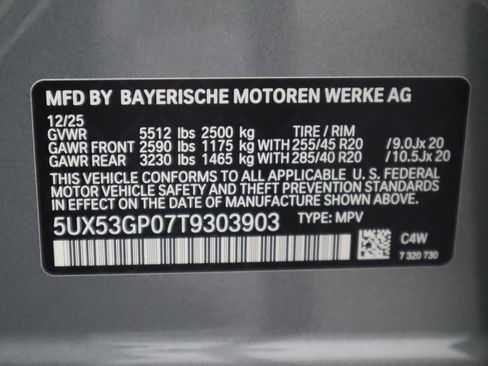 MFD BY BAYERISCHE MOTOREN WERKE AG
12/25
GVWR 5512 lbs 2500 kg TIRE / RIM
GAWR FRONT 2590 lbs 1175 kg WITH 255/45 R20 / 9.0Jx 20
GAWR REAR 3230 lbs 1465 kg WITH 285/40 R20 / 10.5Jx 20
THIS VEHICLE CONFORMS TO ALL APPLICABLE U. S. FEDERAL
MOTOR VEHICLE SAFETY AND THEFT PREVENTION STANDARDS
IN EFFECT ON THE DATE OF MANUFACTURE SHOWN ABOVE.
5UX53GP07T9303903 TYPE: MPV
C4W
7 320 730